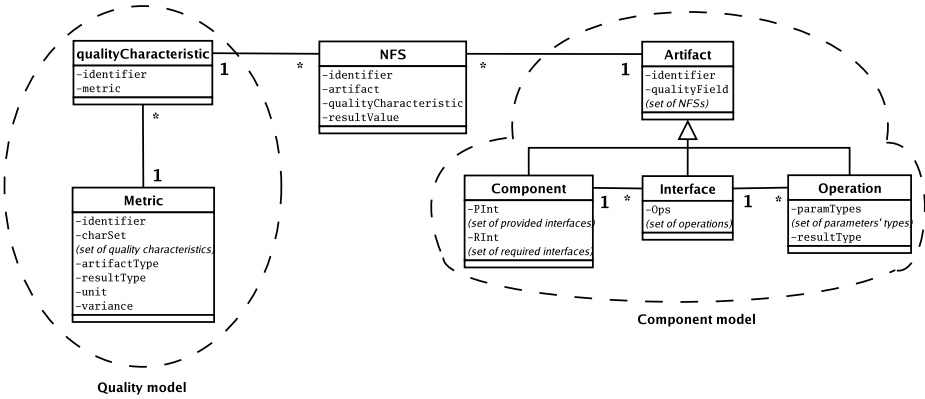 qualityCharacteristic
-identifier
-metric
1
*
NFS
-identifier
-artifact
-qualityCharacteristic
-resultValue
*
1
Artifact
-identifier
-qualityField
(set of NFSs)
*
1
Metric
-identifier
-charSet
(set of quality characteristics)
-artifactType
-resultType
-unit
-variance
Component
-PInt
(set of provided interfaces)
-RInt
(set of required interfaces)
1
*
Interface
-Ops
(set of operations)
1
*
Operation
-paramTypes
(set of parameters' types)
-resultType
Component model
Quality model